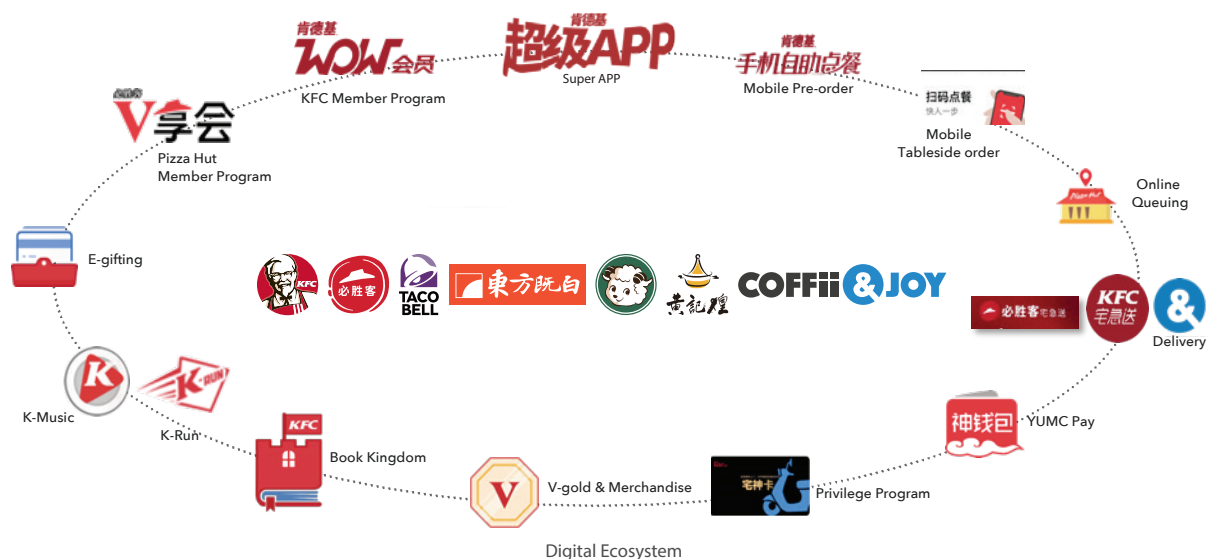 肯德基
WOW会员
KFC Member Program
肯德基
超级APP
Super APP
肯德基
手机自助点餐
Mobile Pre-order
扫码点餐
快人一步
Mobile
Tableside order
必胜客
V享会
Pizza Hut
Member Program
Online
Queuing
Pizza Hut
E-gifting
KFC
必胜客
TACO
BELL
東方既白
黄記煌
COFFii & JOY
必胜客宅急送
KFC
宅急送
&
Delivery
K
K-Music
K-RUN
K-Run
KFC
Book Kingdom
V
V-gold & Merchandise
宅神卡
Privilege Program
神钱包
YUMC Pay
Digital Ecosystem